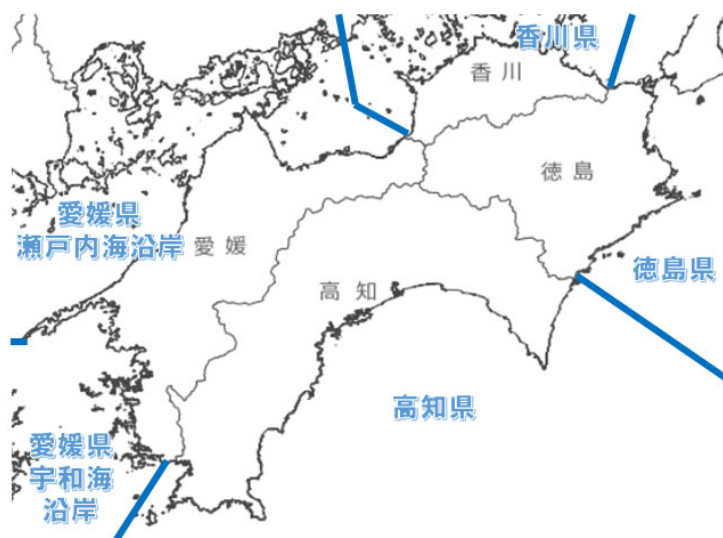 香川県
香川
徳島
愛媛県
瀬戸内海沿岸
愛媛
徳島県
高知
高知県
愛媛県
宇和海
沿岸